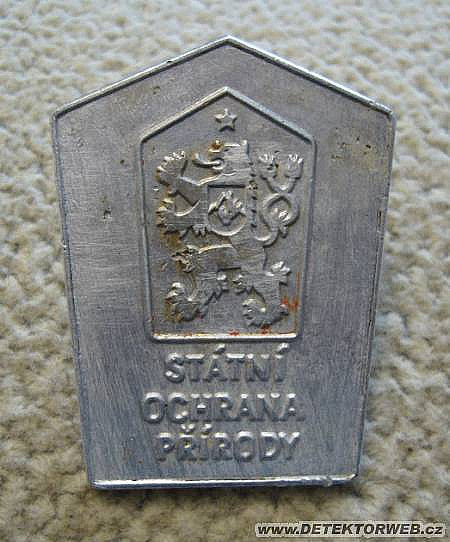 STÁTNÍ
OCHRANA
PŘÍRODY
www.DETEKTORWEB.cz